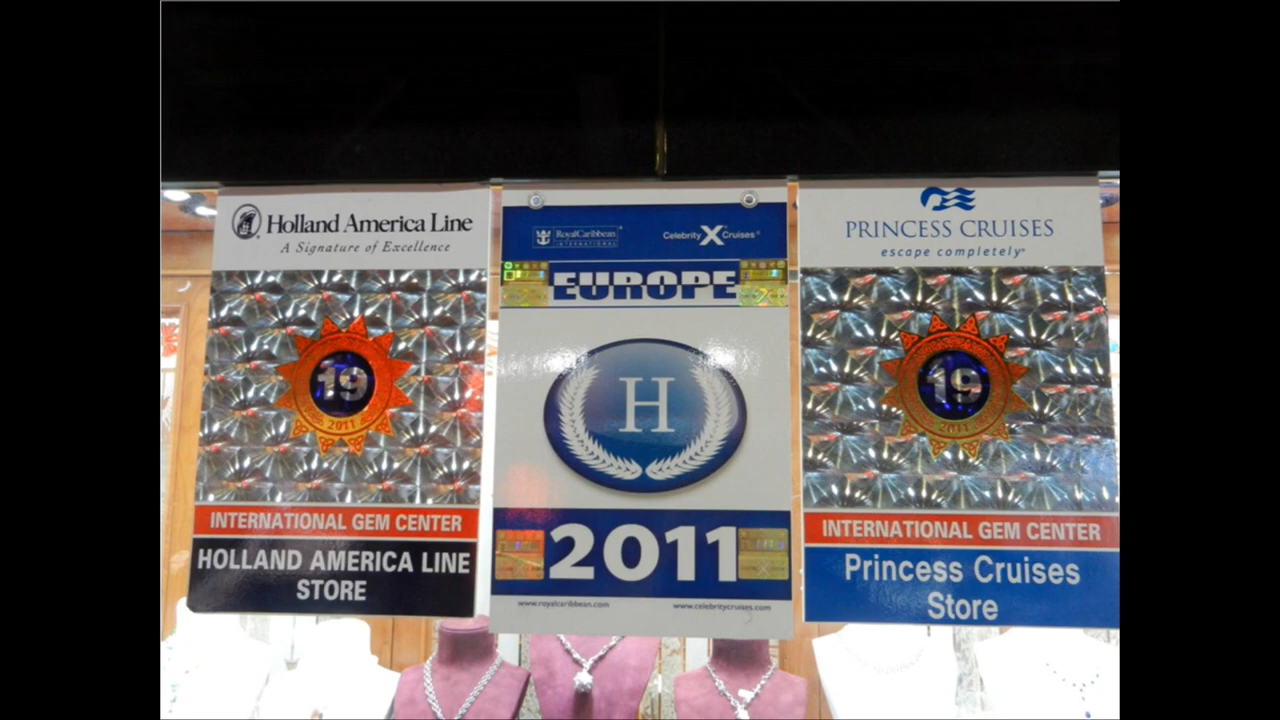 Holland America Line
A Signature of Excellence
19
2011
INTERNATIONAL GEM CENTER
HOLLAND AMERICA LINE
STORE
RoyalCaribbean
INTERNATIONAL
Celebrity X Cruises
EUROPE
H
2011
www.royalcaribbean.com
www.celebritycruises.com
PRINCESS CRUISES
escape completely
19
2011
INTERNATIONAL GEM CENTER
Princess Cruises
Store